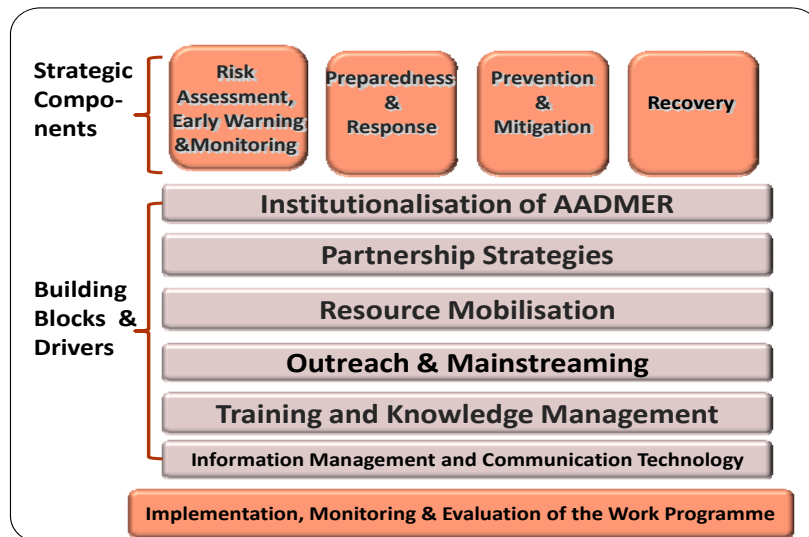 Strategic
Compo-
nents
Risk
Assessment,
Early Warning
&Monitoring
Preparedness
&
Response
Prevention
&
Mitigation
Recovery
Building
Blocks &
Drivers
Institutionalisation of AADMER
Partnership Strategies
Resource Mobilisation
Outreach & Mainstreaming
Training and Knowledge Management
Information Management and Communication Technology
Implementation, Monitoring & Evaluation of the Work Programme